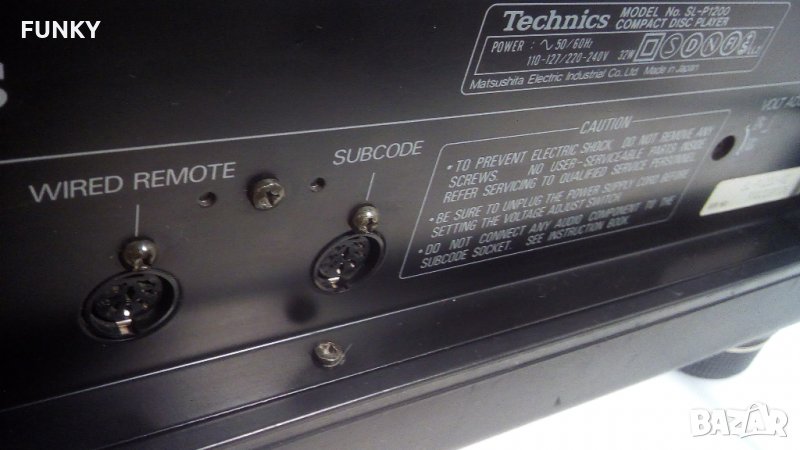 FUNKY
Technics MODEL No. SL-P1200
COMPACT DISC PLAYER
POWER : 50/60Hz
110-127/220-240V 32W
Matsushita Electric Industrial Co., Ltd. Made in Japan
S
WIRED REMOTE
SUBCODE
VOLT
CAUTION
• TO PREVENT ELECTRIC SHOCK, DO NOT REMOVE ANY
SCREWS. NO USER-SERVICEABLE PARTS INSIDE.
REFER SERVICING TO QUALIFIED SERVICE PERSONNEL.
• BE SURE TO UNPLUG THE POWER SUPPLY CORD BEFORE
SETTING THE VOLTAGE ADJUST SWITCH.
• DO NOT CONNECT ANY AUDIO COMPONENT TO THE
SUBCODE SOCKET. SEE INSTRUCTION BOOK.
BAZAR